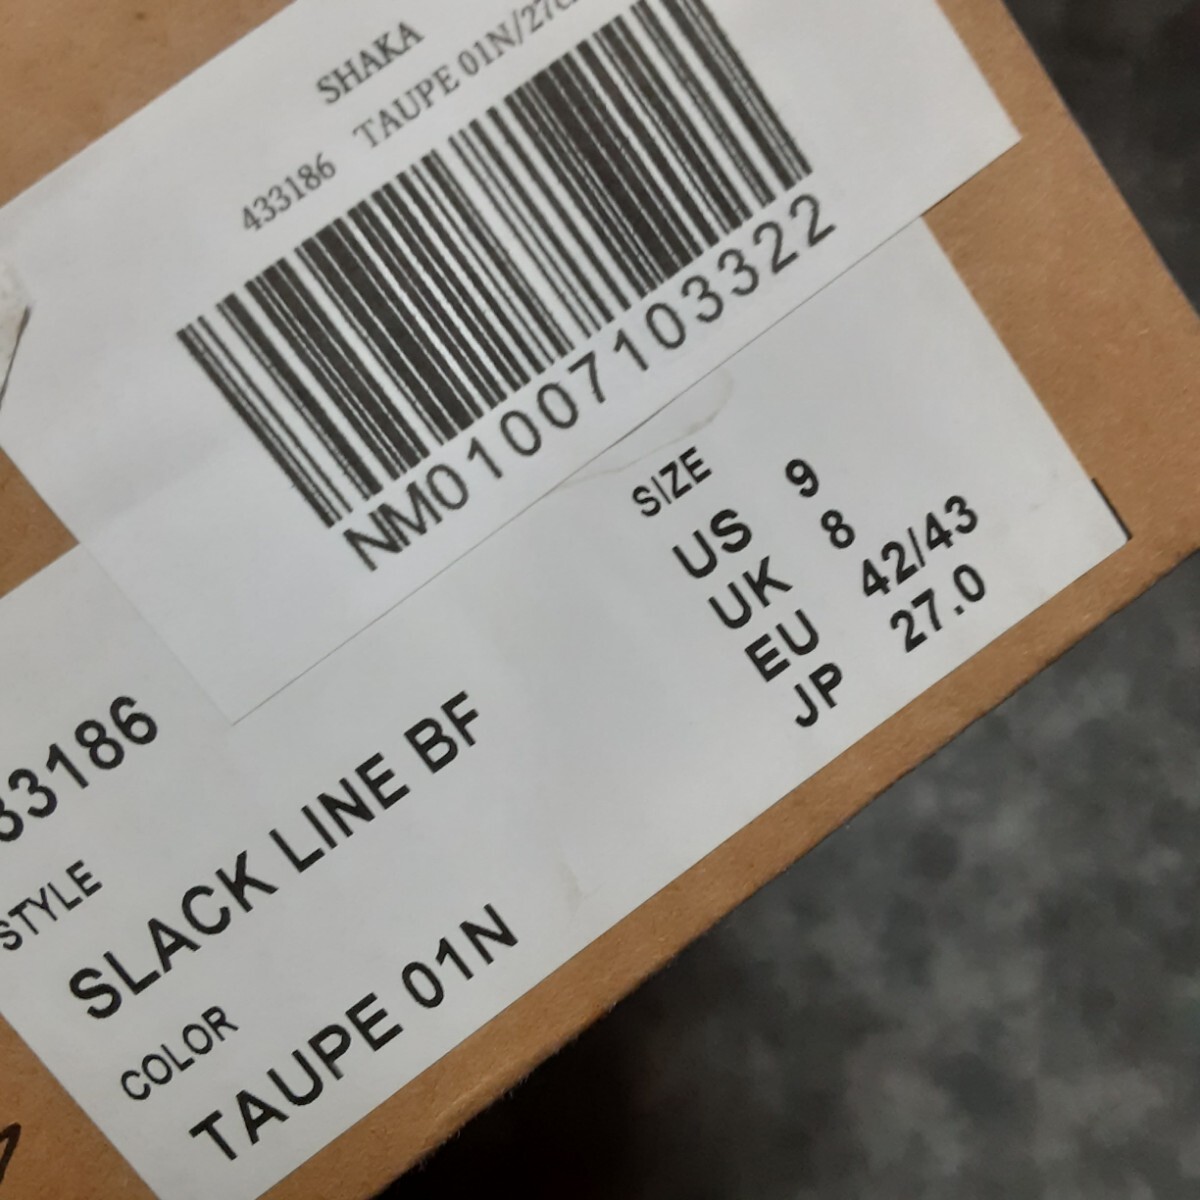 SHAKA
433186 TAUPE 01N/27c
NM01007103322
SIZE
US 9
UK 8
EU 42/43
JP 27.0
33186
STYLE
SLACK LINE BF
COLOR
TAUPE 01N